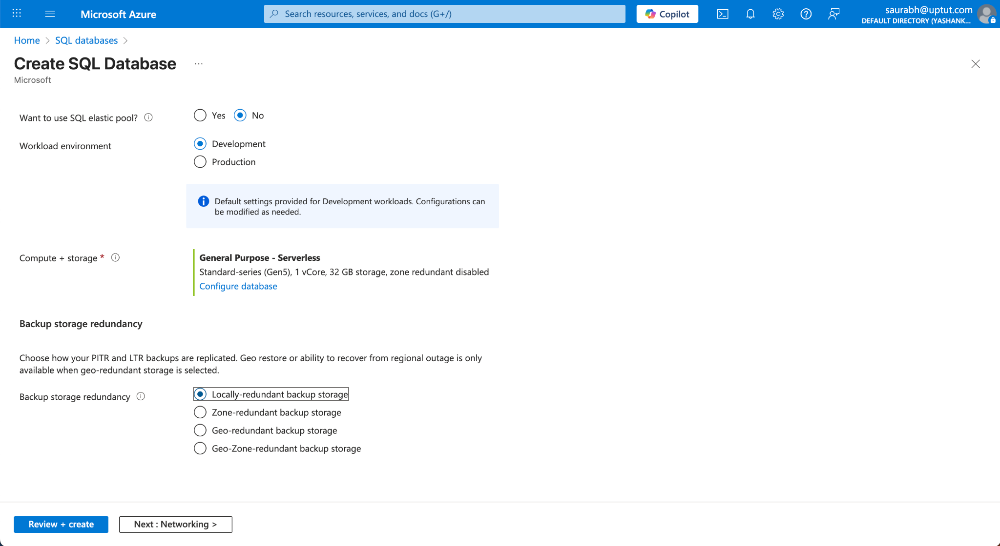 Microsoft Azure
Search resources, services, and docs (G+/)
Copilot
saurabh@uptut.com
DEFAULT DIRECTORY (YASHANK...
Home > SQL databases >
Create SQL Database ...
Microsoft
Want to use SQL elastic pool?
Yes No
Workload environment
Development
Production
Default settings provided for Development workloads. Configurations can
be modified as needed.
Compute + storage *
General Purpose - Serverless
Standard-series (Gen5), 1 vCore, 32 GB storage, zone redundant disabled
Configure database
Backup storage redundancy
Choose how your PITR and LTR backups are replicated. Geo restore or ability to recover from regional outage is only
available when geo-redundant storage is selected.
Backup storage redundancy
Locally-redundant backup storage
Zone-redundant backup storage
Geo-redundant backup storage
Geo-Zone-redundant backup storage
Review + create
Next : Networking >